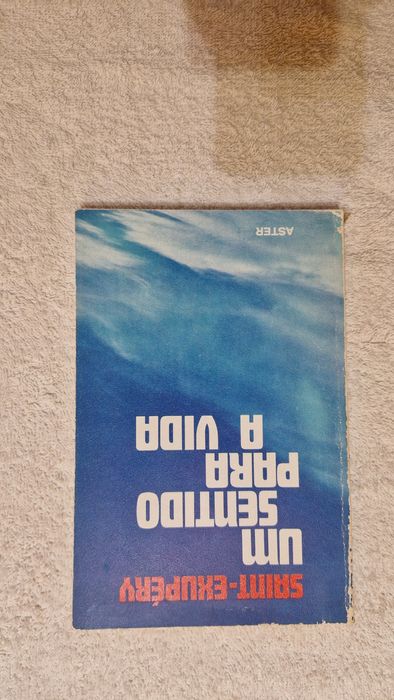 SAINT-EXUPÉRY
UM
SENTIDO
PARA
A VIDA
ASTER